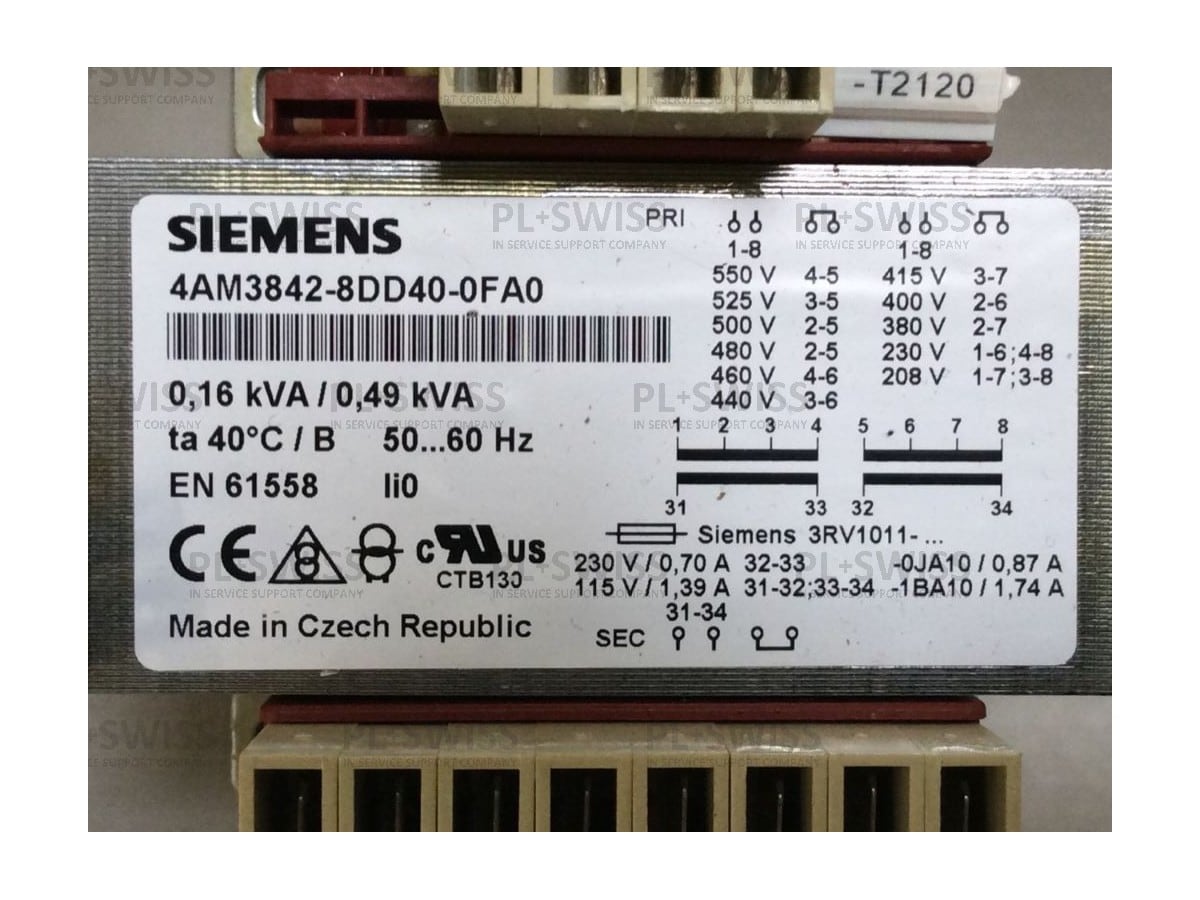 -T2120
SIEMENS
4AM3842-8DD40-0FA0
0,16 kVA / 0,49 kVA
ta 40°C / B 50...60 Hz
EN 61558 Ii0
CE c RU US
CTB130
Made in Czech Republic
PRI
1-8 1-8
550 V 4-5 415 V 3-7
525 V 3-5 400 V 2-6
500 V 2-5 380 V 2-7
480 V 2-5 230 V 1-6;4-8
460 V 4-6 208 V 1-7;3-8
440 V 3-6
1 2 3 4 5 6 7 8
31 33 32 34
Siemens 3RV1011-...
230 V / 0,70 A 32-33 -0JA10 / 0,87 A
115 V / 1,39 A 31-32;33-34 -1BA10 / 1,74 A
31-34
SEC
PL+SWISS
IN SERVICE SUPPORT COMPANY